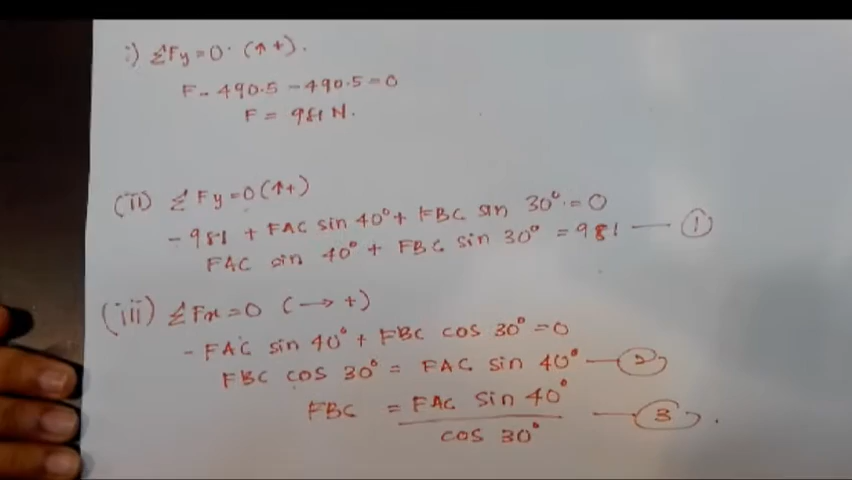 i) ΣFy=0· (↑+).
F - 490.5 - 490.5 = 0
F = 981 N.
(ii) ΣFy=0(↑+)
-981 + FAC sin 40° + FBC sin 30° = 0
FAC sin 40° + FBC sin 30° = 981 — ①
(iii) ΣFx=0 (→ +)
- FAC sin 40° + FBC cos 30° = 0
FBC cos 30° = FAC sin 40° — ②
FBC = FAC sin 40° / cos 30° — ③.